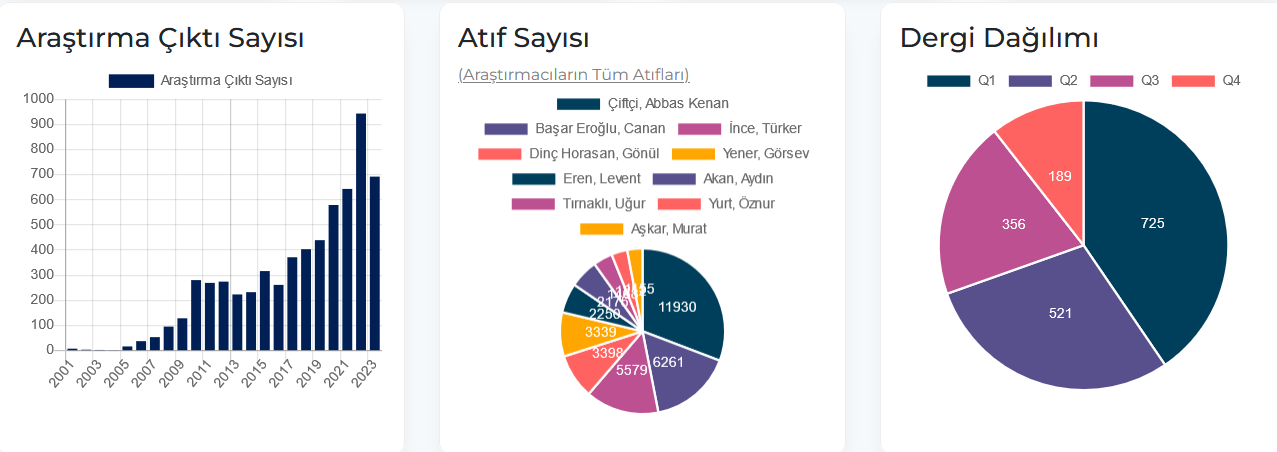 Araştırma Çıktı Sayısı
Araştırma Çıktı Sayısı
1000
900
800
700
600
500
400
300
200
100
0
2001 2003 2005 2007 2009 2011 2013 2015 2017 2019 2021 2023
Atıf Sayısı
(Araştırmacıların Tüm Atıfları)
Çiftçi, Abbas Kenan
Başar Eroğlu, Canan İnce, Türker
Dinç Horasan, Gönül Yener, Görsev
Eren, Levent Akan, Aydın
Tırnaklı, Uğur Yurt, Öznur
Aşkar, Murat
11930
6261
5579
3398
3339
2250
2175
Dergi Dağılımı
Q1 Q2 Q3 Q4
189
725
356
521